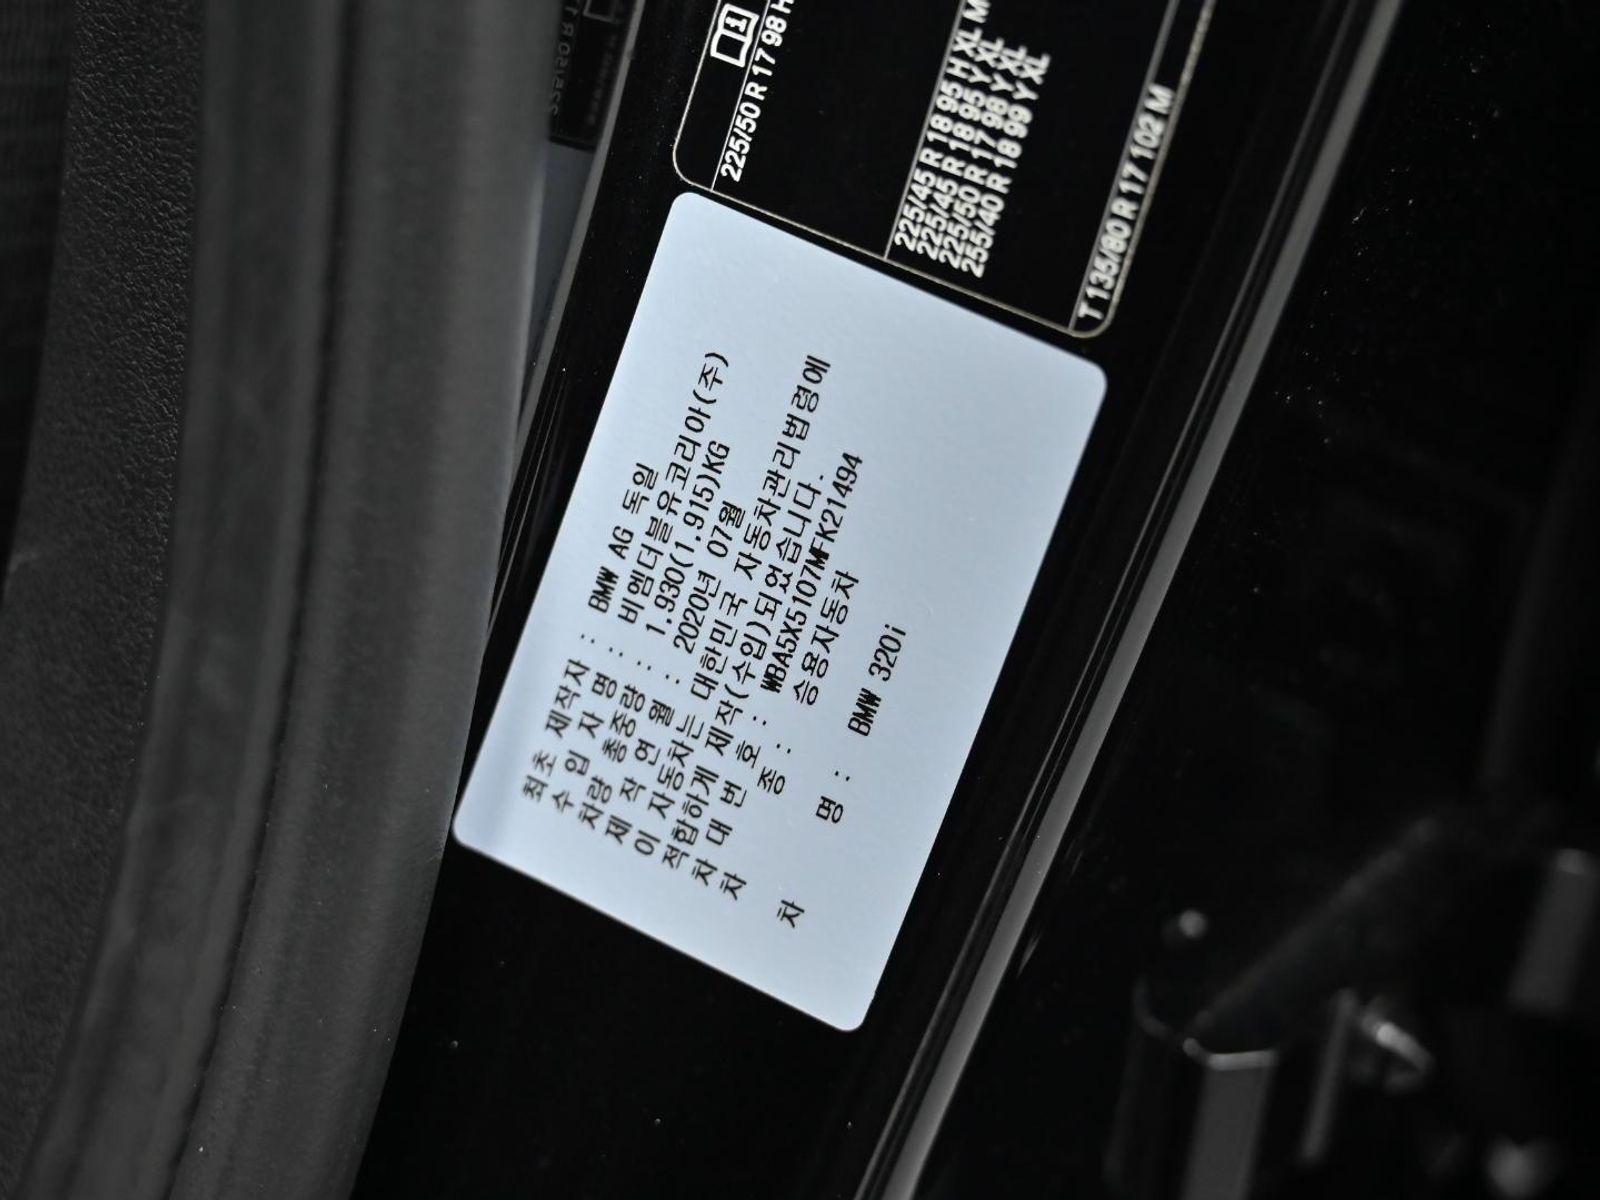 최초 제작자 : BMW AG 독일
수 입 자 명 : 비엠더블유코리아(주)
차량 총중량 : 1.930(1.915)KG
제 작 연 월 : 2020년 07월
이 자동차는 대한민국 자동차관리법령에
적합하게 제작(수입)되었습니다.
차 대 번 호 : WBA5X5107MFK21494
차 종 : 승용자동차
차 명 : BMW 320i
225/50 R 17 98 H
225/45 R 18 95 H XL M
225/45 R 18 95 Y XL
225/50 R 17 98 Y XL
255/40 R 18 99 Y XL
T 135/80 R 17 102 M